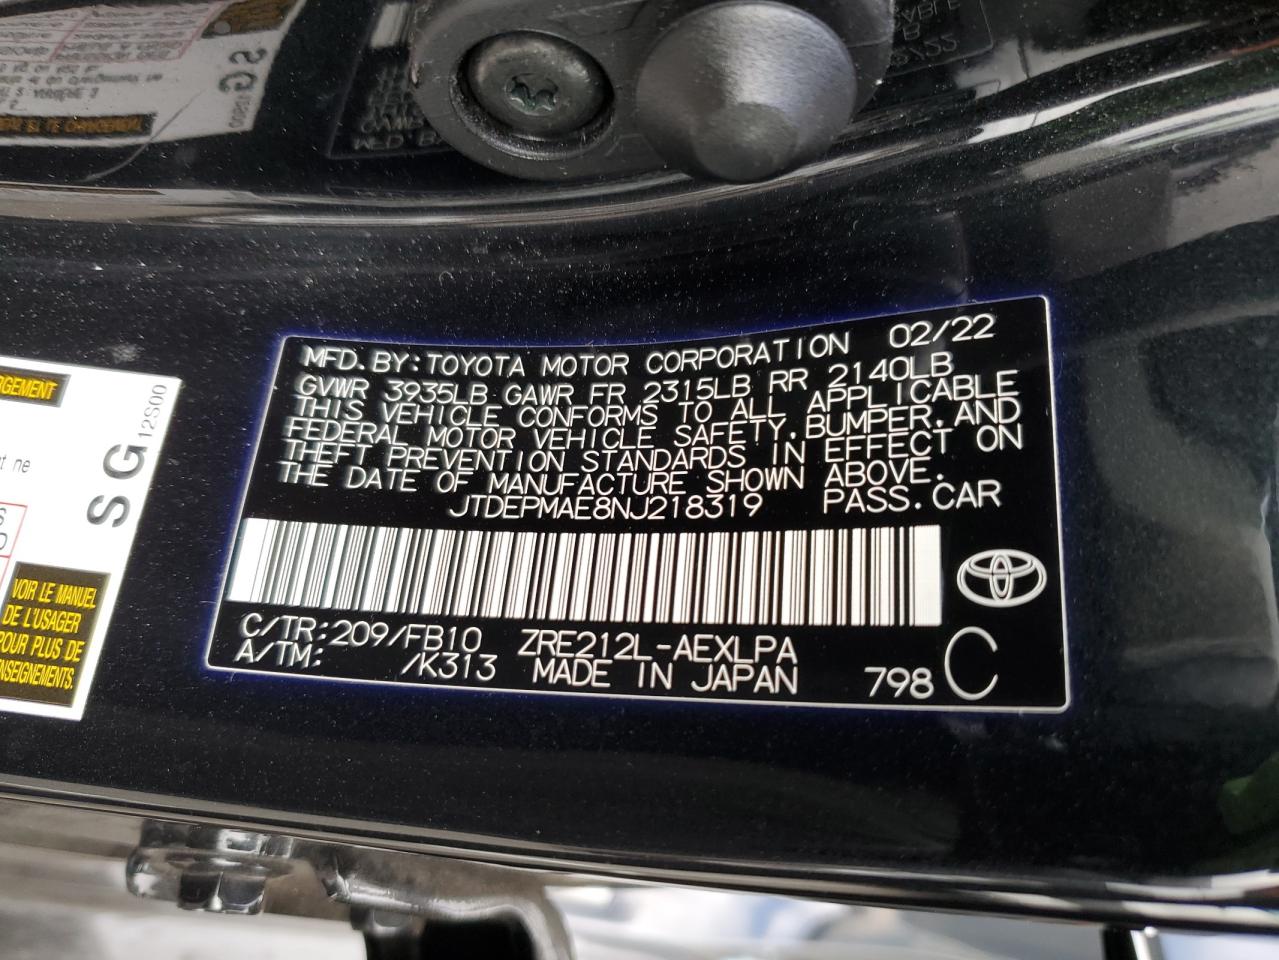 MFD. BY: TOYOTA MOTOR CORPORATION 02/22
GVWR 3935LB GAWR FR 2315LB RR 2140LB
THIS VEHICLE CONFORMS TO ALL APPLICABLE
FEDERAL MOTOR VEHICLE SAFETY, BUMPER, AND
THEFT PREVENTION STANDARDS IN EFFECT ON
THE DATE OF MANUFACTURE SHOWN ABOVE.
JTDEPMAE8NJ218319 PASS. CAR
C/TR: 209/FB10 ZRE212L-AEXLPA
A/TM: /K313 MADE IN JAPAN 798 C
SG 12S00
VOIR LE MANUEL
DE L'USAGER
POUR PLUS DE